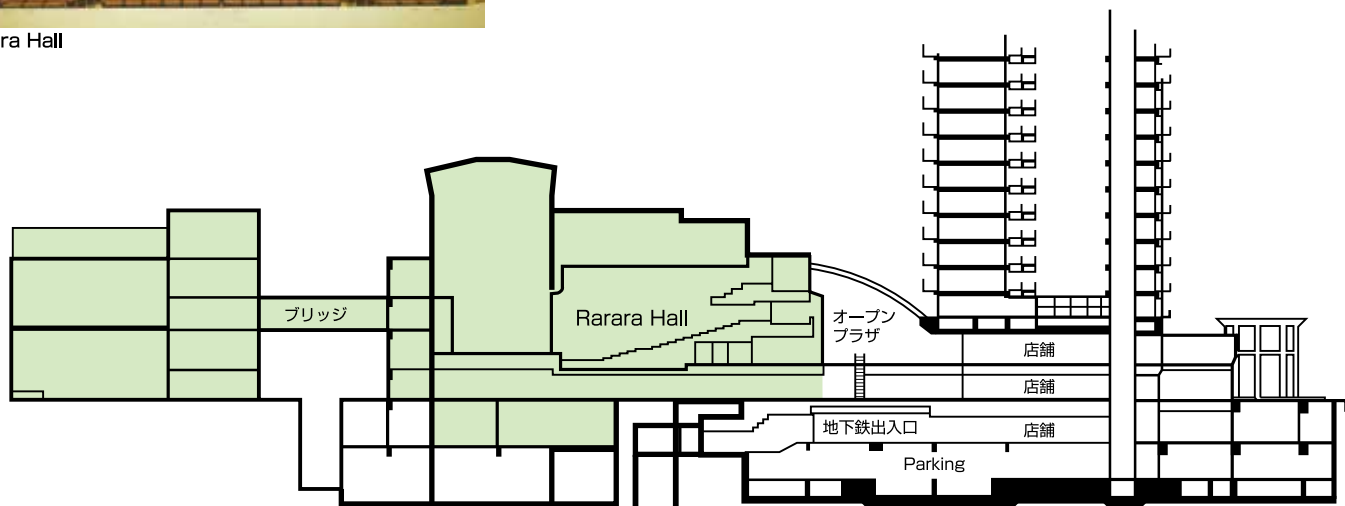 ra Hall
ブリッジ
Rarara Hall
オープン
プラザ
店舗
店舗
地下鉄出入口
店舗
Parking